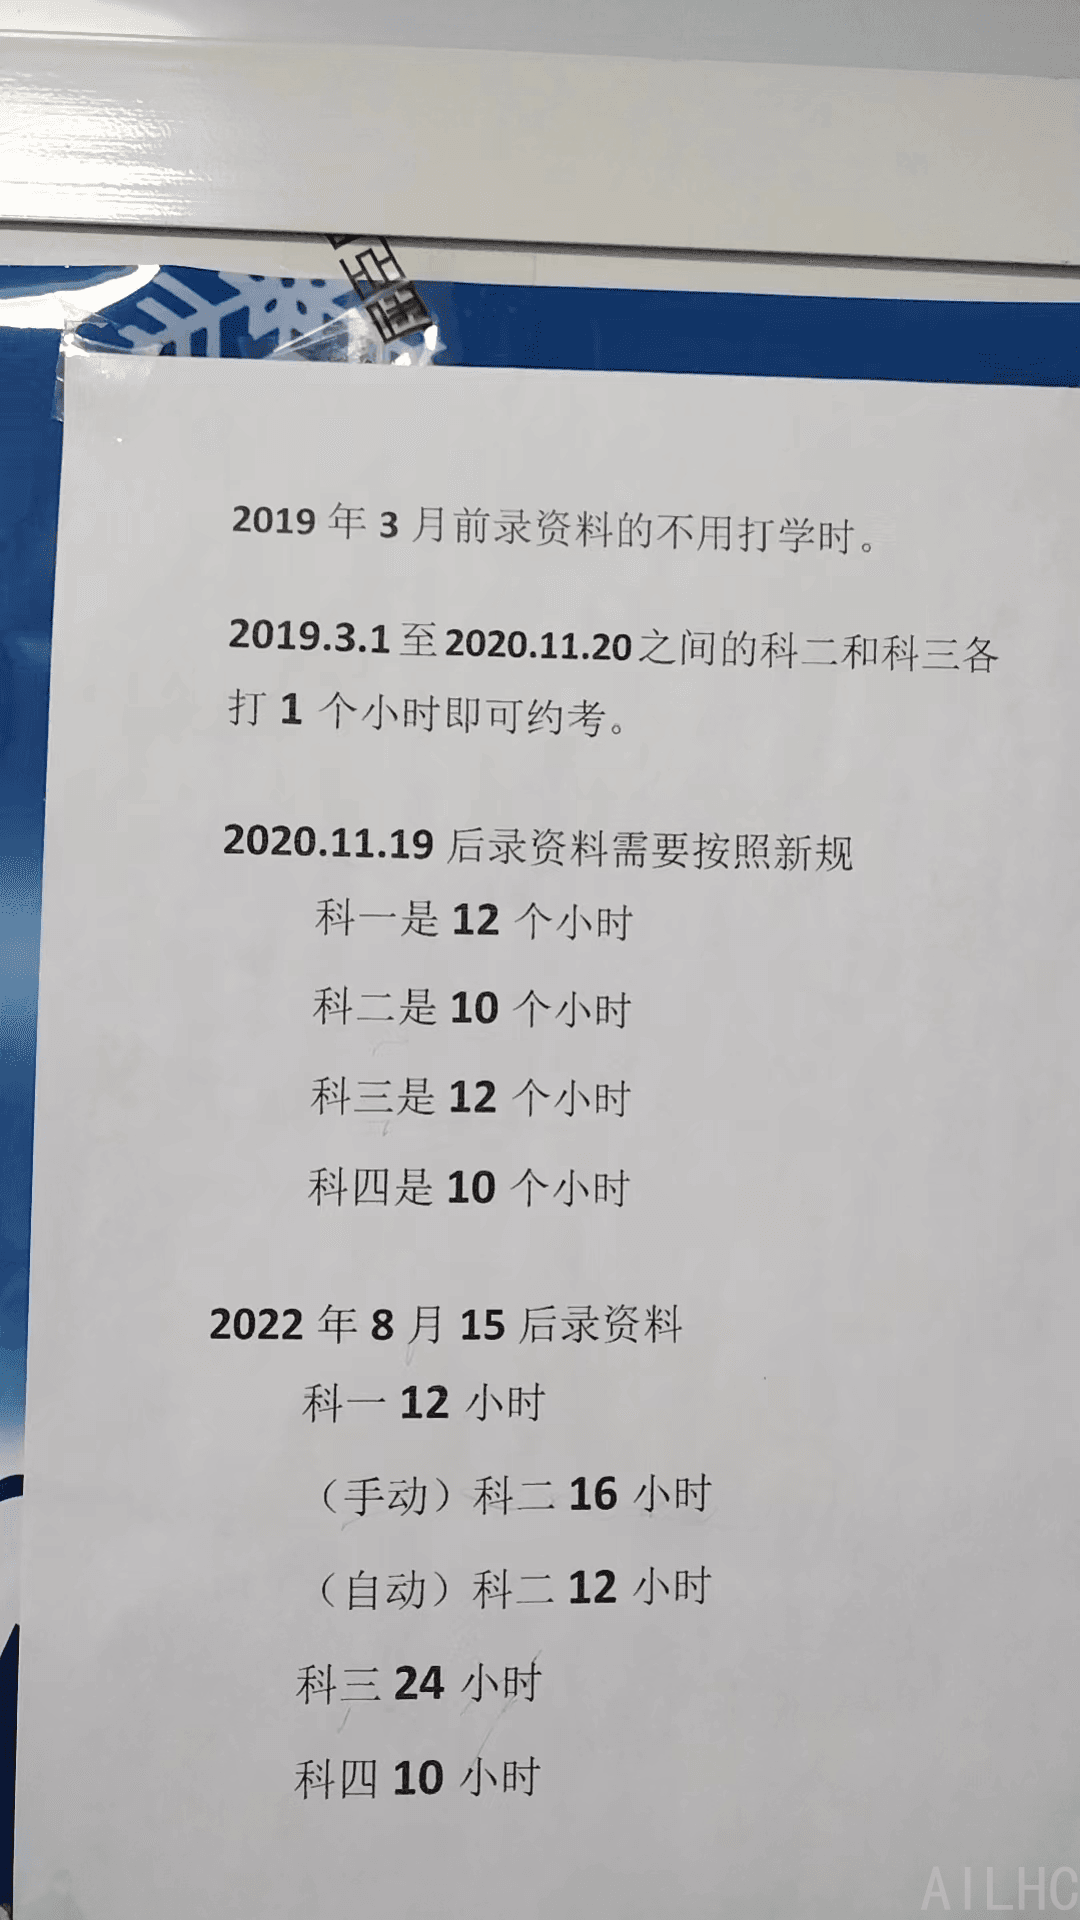 2019 年 3 月前录资料的不用打学时。
2019.3.1 至 2020.11.20 之间的科二和科三各
打 1 个小时即可约考。
2020.11.19 后录资料需要按照新规
科一是 12 个小时
科二是 10 个小时
科三是 12 个小时
科四是 10 个小时
2022 年 8 月 15 后录资料
科一 12 小时
（手动）科二 16 小时
（自动）科二 12 小时
科三 24 小时
科四 10 小时
AILHC